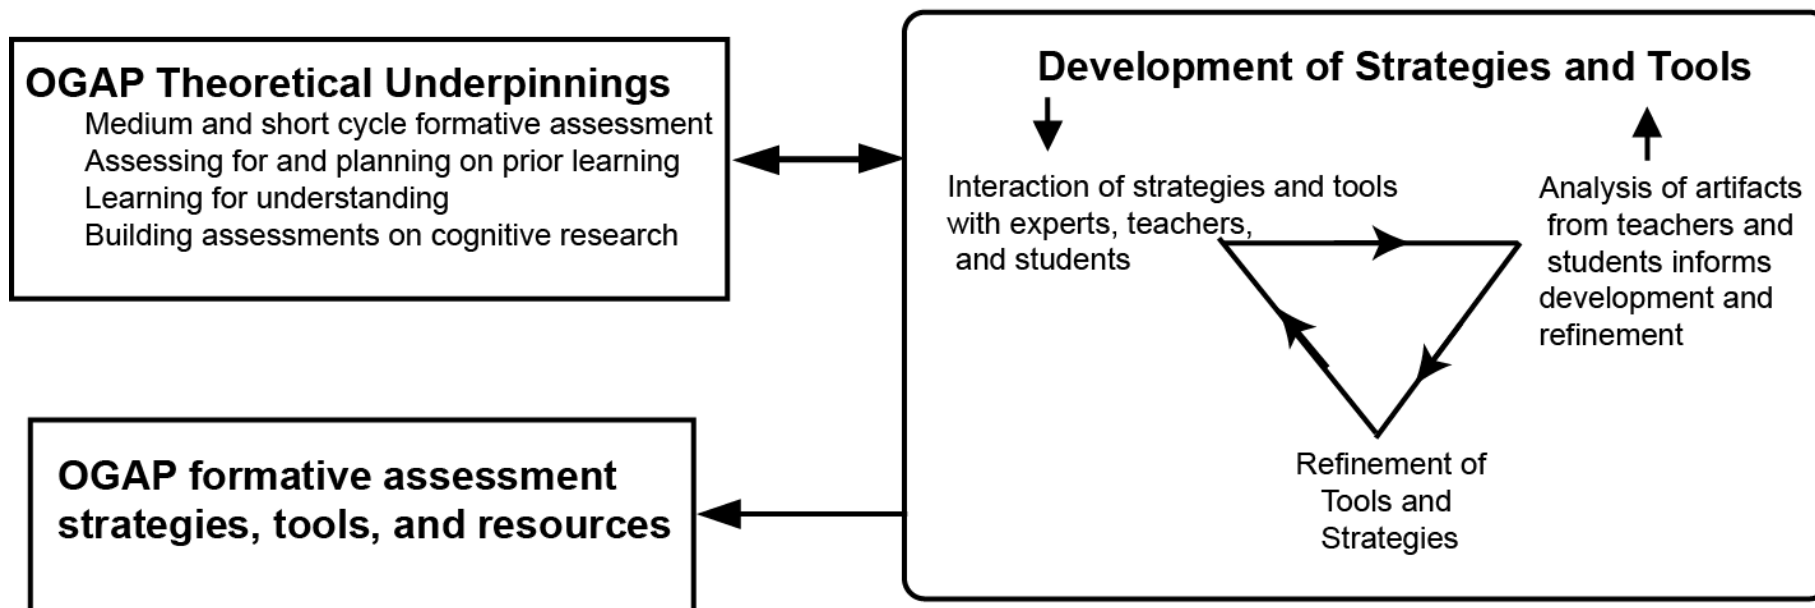 OGAP Theoretical Underpinnings
Medium and short cycle formative assessment
Assessing for and planning on prior learning
Learning for understanding
Building assessments on cognitive research
OGAP formative assessment
strategies, tools, and resources
Development of Strategies and Tools
Interaction of strategies and tools
with experts, teachers,
and students
Analysis of artifacts
from teachers and
students informs
development and
refinement
Refinement of
Tools and
Strategies